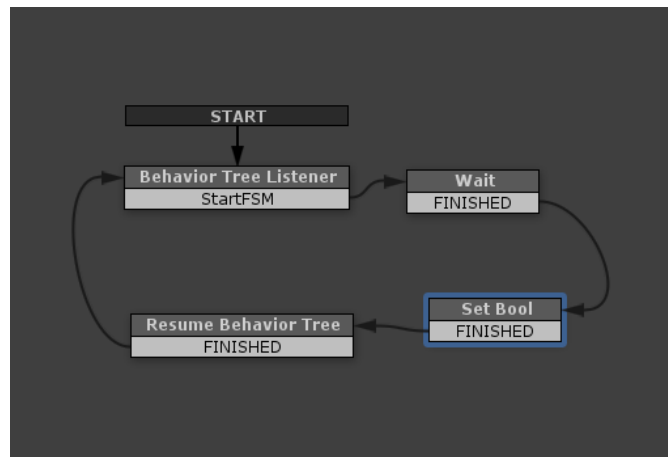 START
Behavior Tree Listener
StartFSM
Wait
FINISHED
Set Bool
FINISHED
Resume Behavior Tree
FINISHED